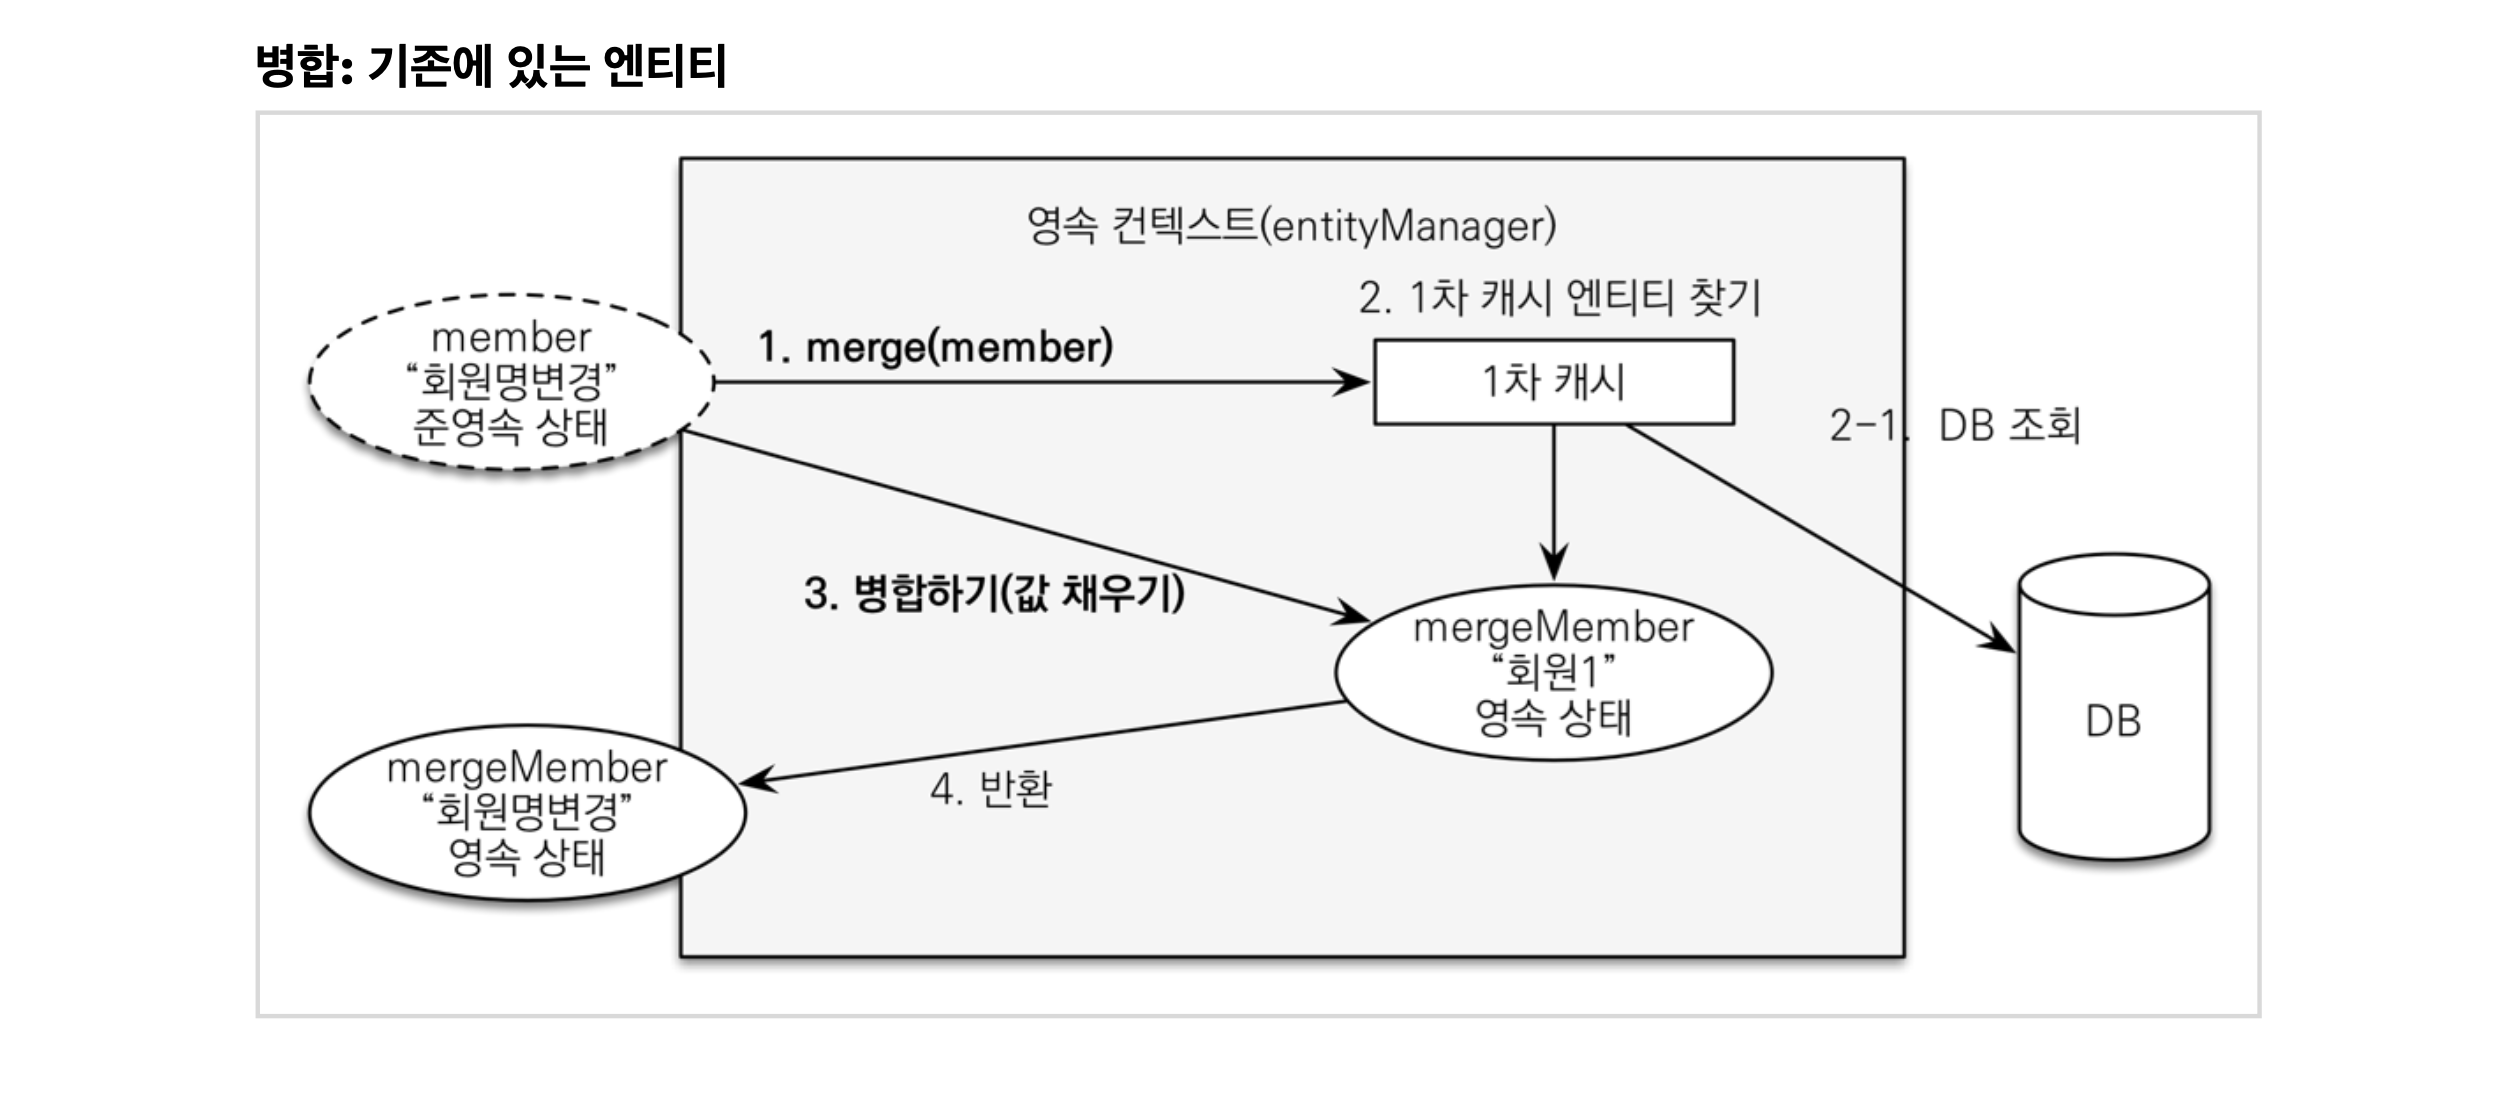 병합: 기존에 있는 엔티티
영속 컨텍스트(entityManager)
2. 1차 캐시 엔티티 찾기
member
“회원명변경”
준영속 상태
1. merge(member)
1차 캐시
2-1. DB 조회
3. 병합하기(값 채우기)
mergeMember
“회원1”
영속 상태
DB
mergeMember
“회원명변경”
영속 상태
4. 반환